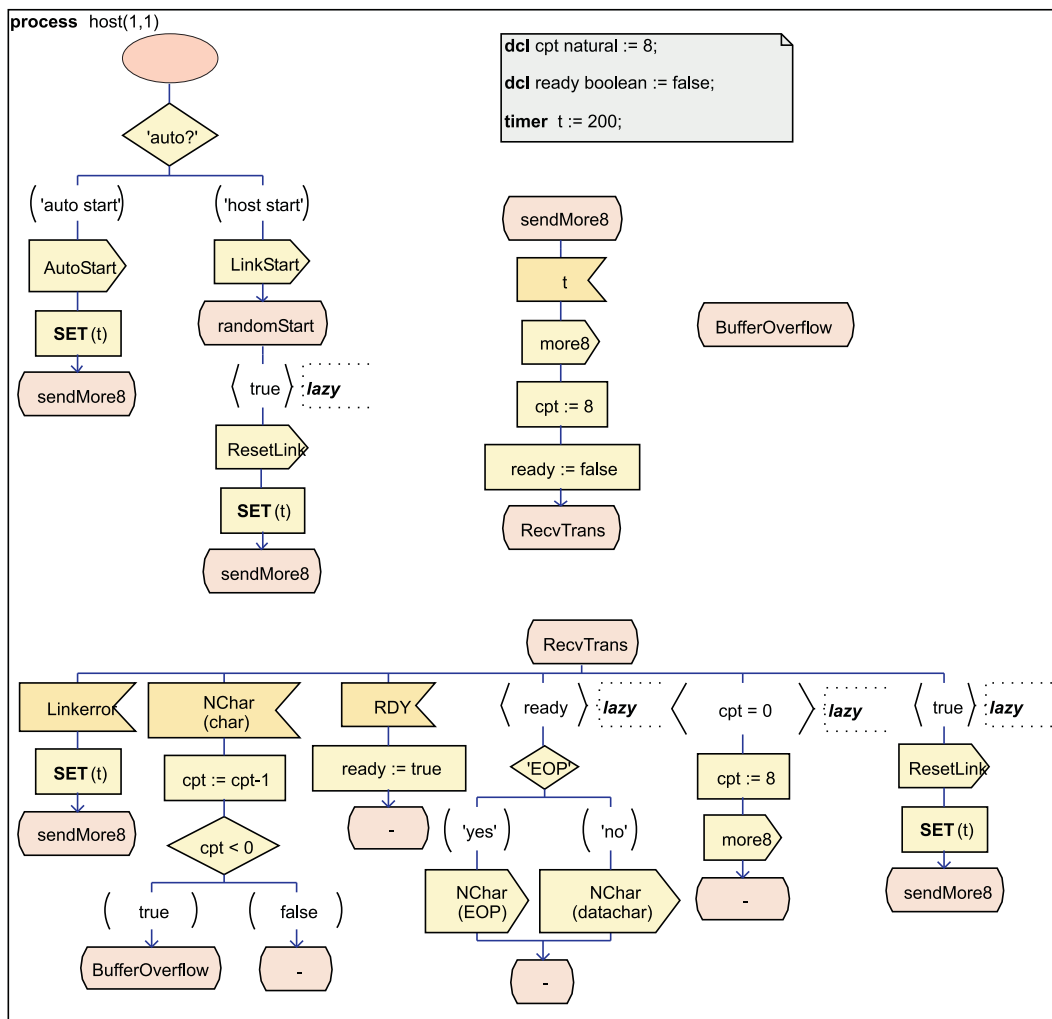 process host(1,1)
dcl cpt natural := 8;
dcl ready boolean := false;
timer t := 200;
'auto?'
( 'auto start' )
( 'host start' )
AutoStart
LinkStart
SET (t)
randomStart
sendMore8
true
lazy
ResetLink
SET (t)
sendMore8
sendMore8
t
more8
cpt := 8
ready := false
RecvTrans
BufferOverflow
RecvTrans
Linkerror
NChar
(char)
RDY
ready
lazy
cpt = 0
lazy
true
lazy
SET (t)
cpt := cpt-1
ready := true
'EOP'
cpt := 8
ResetLink
sendMore8
cpt < 0
-
( 'yes' )
( 'no' )
more8
SET (t)
( true )
( false )
NChar
(EOP)
NChar
(datachar)
-
sendMore8
BufferOverflow
-
-